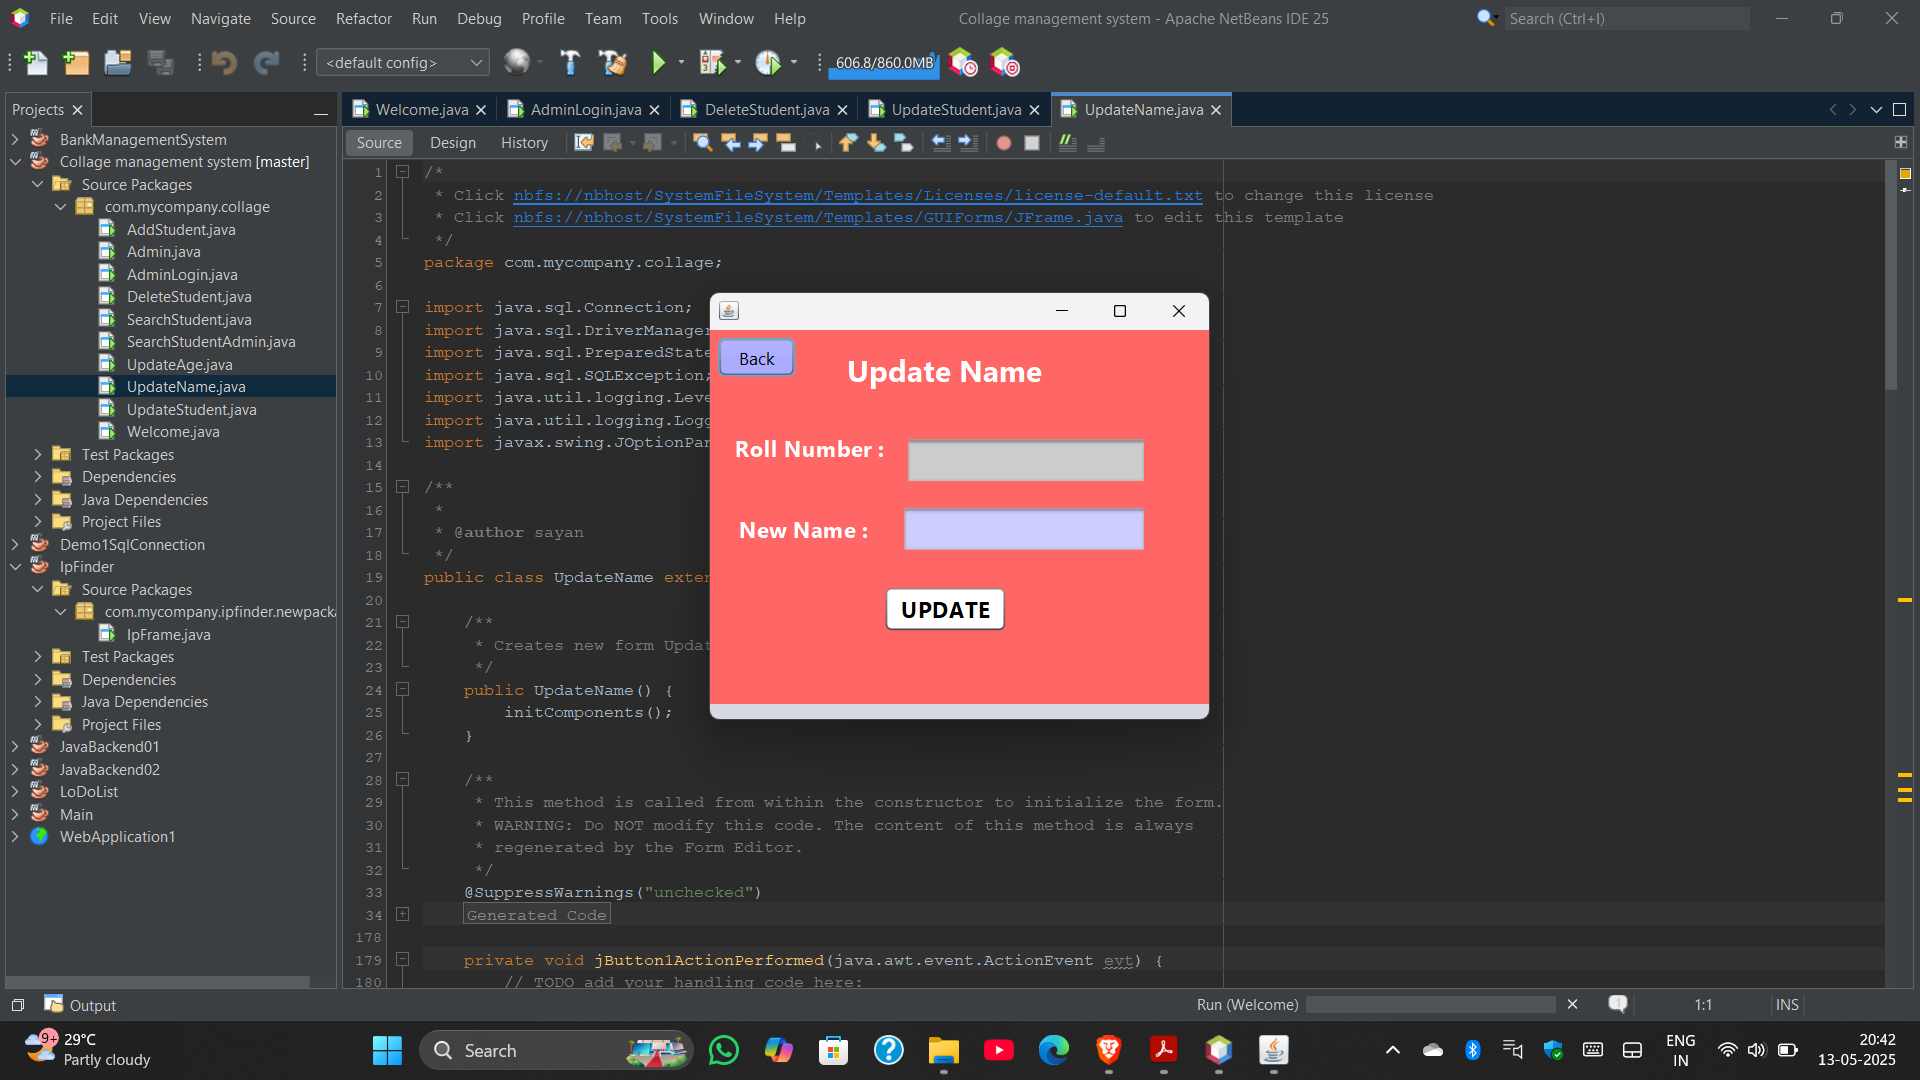 File Edit View Navigate Source Refactor Run Debug Profile Team Tools Window Help
Collage management system - Apache NetBeans IDE 25
Search (Ctrl+I)
<default config>
606.8/860.0MB
Projects
Welcome.java
AdminLogin.java
DeleteStudent.java
UpdateStudent.java
UpdateName.java
Source Design History
BankManagementSystem
Collage management system [master]
Source Packages
com.mycompany.collage
AddStudent.java
Admin.java
AdminLogin.java
DeleteStudent.java
SearchStudent.java
SearchStudentAdmin.java
UpdateAge.java
UpdateName.java
UpdateStudent.java
Welcome.java
Test Packages
Dependencies
Java Dependencies
Project Files
Demo1SqlConnection
IpFinder
Source Packages
com.mycompany.ipfinder.newpacka
IpFrame.java
Test Packages
Dependencies
Java Dependencies
Project Files
JavaBackend01
JavaBackend02
LoDoList
Main
WebApplication1
1 /*
2 * Click nbfs://nbhost/SystemFileSystem/Templates/Licenses/license-default.txt to change this license
3 * Click nbfs://nbhost/SystemFileSystem/Templates/GUIForms/JFrame.java to edit this template
4 */
5 package com.mycompany.collage;
6
7 import java.sql.Connection;
8 import java.sql.DriverManager
9 import java.sql.PreparedState
10 import java.sql.SQLException;
11 import java.util.logging.Leve
12 import java.util.logging.Logg
13 import javax.swing.JOptionPan
14
15 /**
16 *
17 * @author sayan
18 */
19 public class UpdateName exten
20
21 /**
22 * Creates new form Updat
23 */
24 public UpdateName() {
25 initComponents();
26 }
27
28 /**
29 * This method is called from within the constructor to initialize the form.
30 * WARNING: Do NOT modify this code. The content of this method is always
31 * regenerated by the Form Editor.
32 */
33 @SuppressWarnings("unchecked")
34 Generated Code
178
179 private void jButton1ActionPerformed(java.awt.event.ActionEvent evt) {
180 // TODO add your handling code here:
Back
Update Name
Roll Number :
New Name :
UPDATE
Output
Run (Welcome)
1
1:1
INS
9+
29°C
Partly cloudy
Search
ENG
IN
20:42
13-05-2025